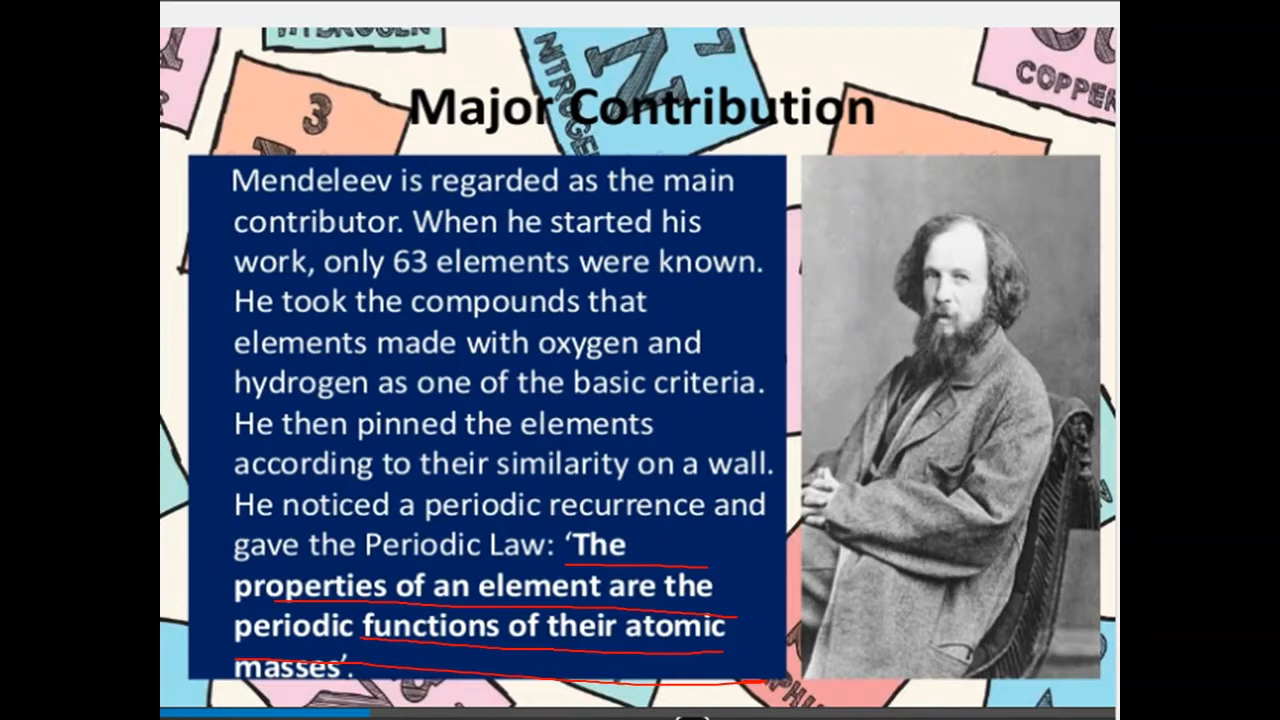 HYDROGEN
3
N
7
NITROGEN
COPPER
Major Contribution
Mendeleev is regarded as the main
contributor. When he started his
work, only 63 elements were known.
He took the compounds that
elements made with oxygen and
hydrogen as one of the basic criteria.
He then pinned the elements
according to their similarity on a wall.
He noticed a periodic recurrence and
gave the Periodic Law: ‘The
properties of an element are the
periodic functions of their atomic
masses’.